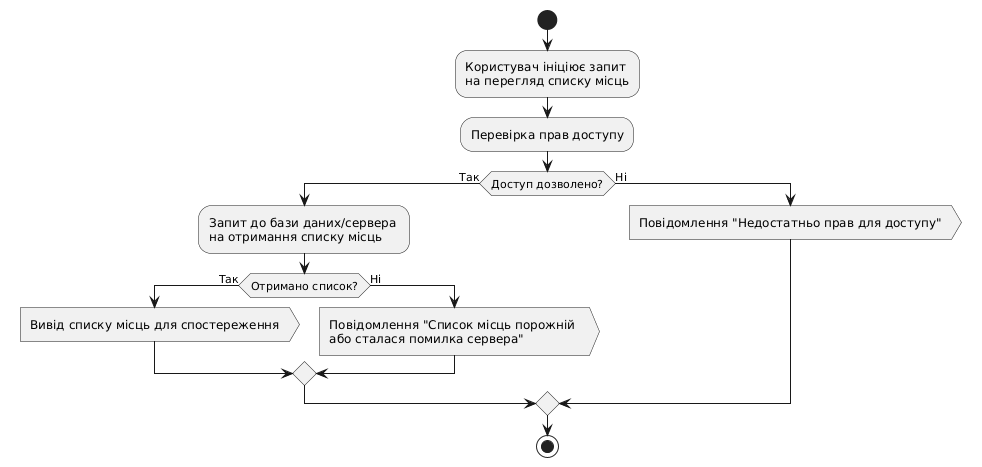 Користувач ініціює запит
на перегляд списку місць
Перевірка прав доступу
Так
Доступ дозволено?
Ні
Запит до бази даних/сервера
на отримання списку місць
Повідомлення "Недостатньо прав для доступу"
Так
Отримано список?
Ні
Вивід списку місць для спостереження
Повідомлення "Список місць порожній
або сталася помилка сервера"